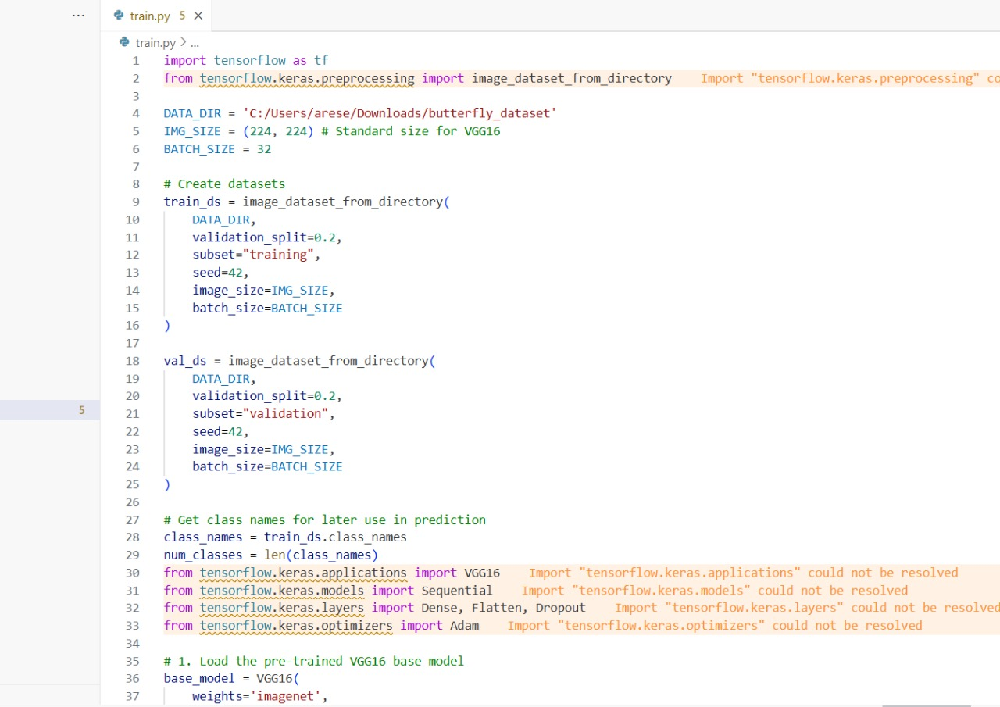 ...
train.py 5
train.py > ...
1 import tensorflow as tf
2 from tensorflow.keras.preprocessing import image_dataset_from_directory Import "tensorflow.keras.preprocessing" co
3
4 DATA_DIR = 'C:/Users/arese/Downloads/butterfly_dataset'
5 IMG_SIZE = (224, 224) # Standard size for VGG16
6 BATCH_SIZE = 32
7
8 # Create datasets
9 train_ds = image_dataset_from_directory(
10 DATA_DIR,
11 validation_split=0.2,
12 subset="training",
13 seed=42,
14 image_size=IMG_SIZE,
15 batch_size=BATCH_SIZE
16 )
17
18 val_ds = image_dataset_from_directory(
19 DATA_DIR,
20 validation_split=0.2,
21 subset="validation",
5
22 seed=42,
23 image_size=IMG_SIZE,
24 batch_size=BATCH_SIZE
25 )
26
27 # Get class names for later use in prediction
28 class_names = train_ds.class_names
29 num_classes = len(class_names)
30 from tensorflow.keras.applications import VGG16 Import "tensorflow.keras.applications" could not be resolved
31 from tensorflow.keras.models import Sequential Import "tensorflow.keras.models" could not be resolved
32 from tensorflow.keras.layers import Dense, Flatten, Dropout Import "tensorflow.keras.layers" could not be resolved
33 from tensorflow.keras.optimizers import Adam Import "tensorflow.keras.optimizers" could not be resolved
34
35 # 1. Load the pre-trained VGG16 base model
36 base_model = VGG16(
37 weights='imagenet',